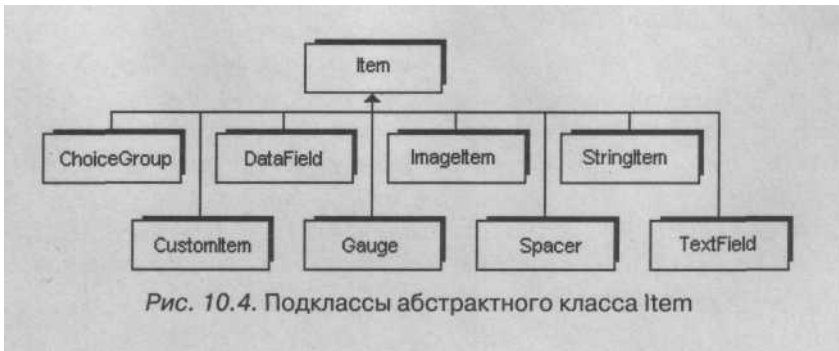 Item
ChoiceGroup DataField ImageItem StringItem
CustomItem Gauge Spacer TextField
Рис. 10.4. Подклассы абстрактного класса Item